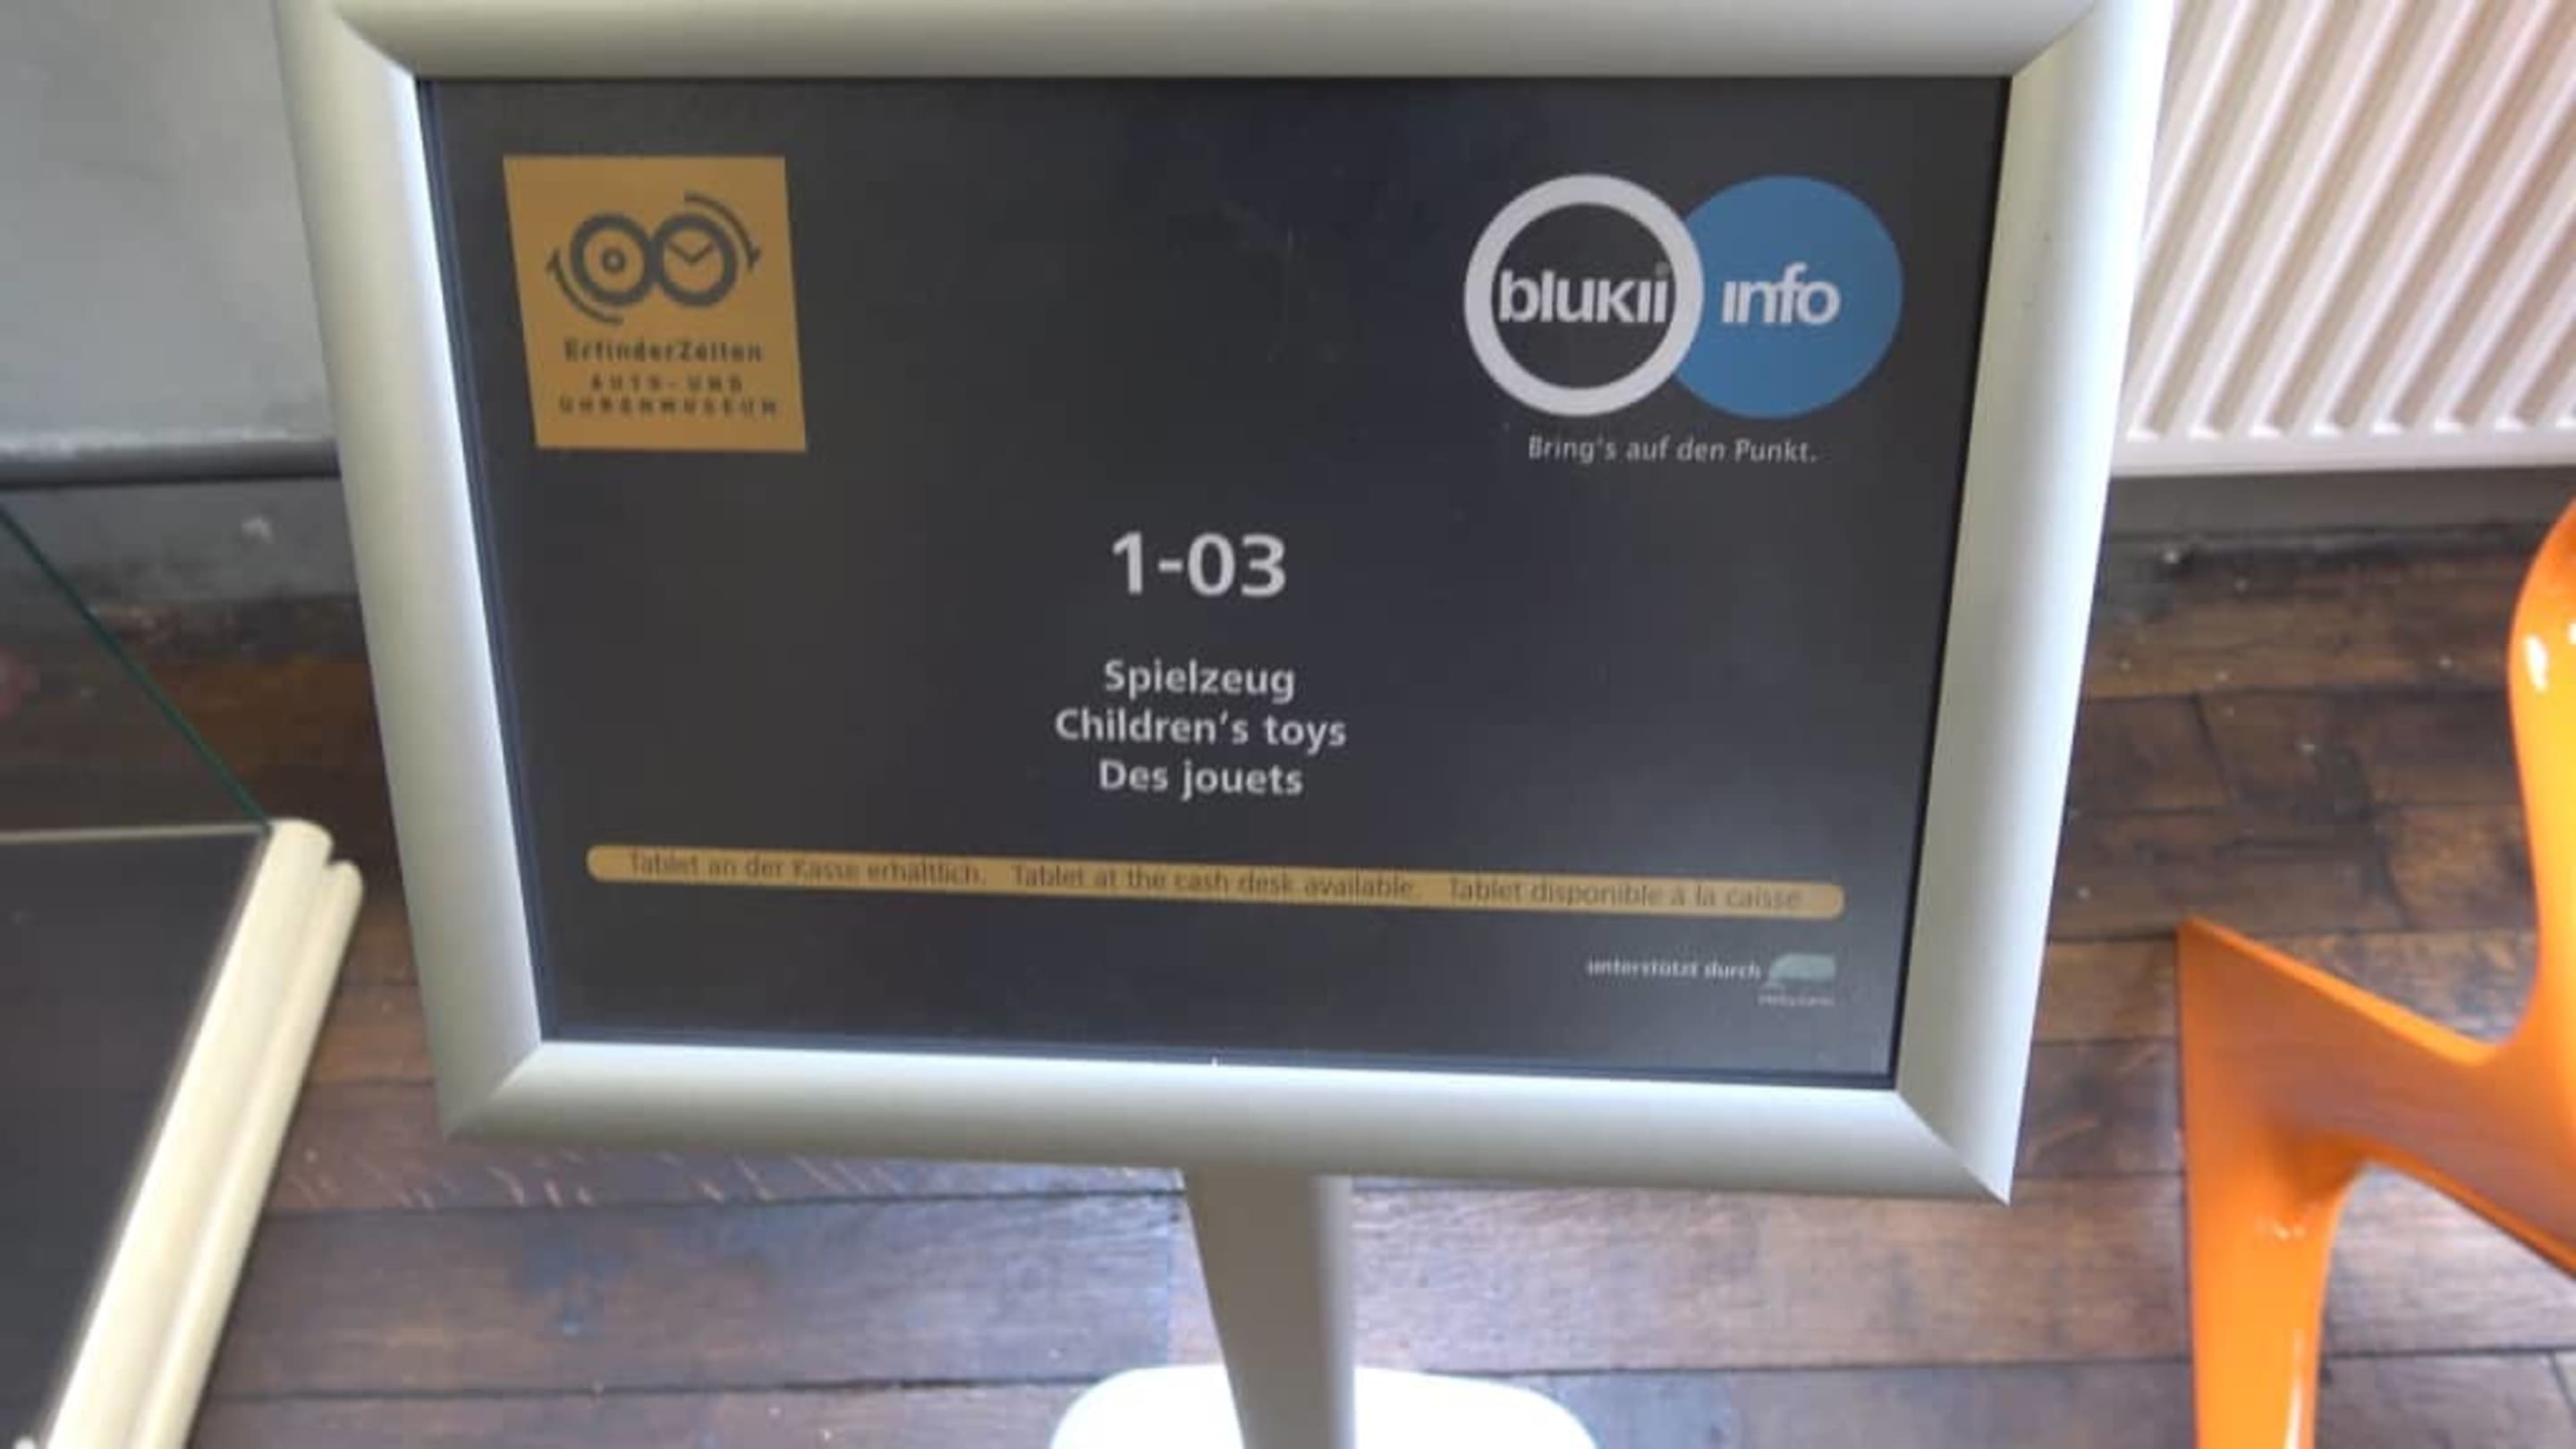 ErfinderZeiten
AUTO- UND
UHRENMUSEUM
blukii info
Bring's auf den Punkt.
1-03
Spielzeug
Children's toys
Des jouets
Tablet an der Kasse erhältlich. Tablet at the cash desk available. Tablet disponible à la caisse
unterstützt durch